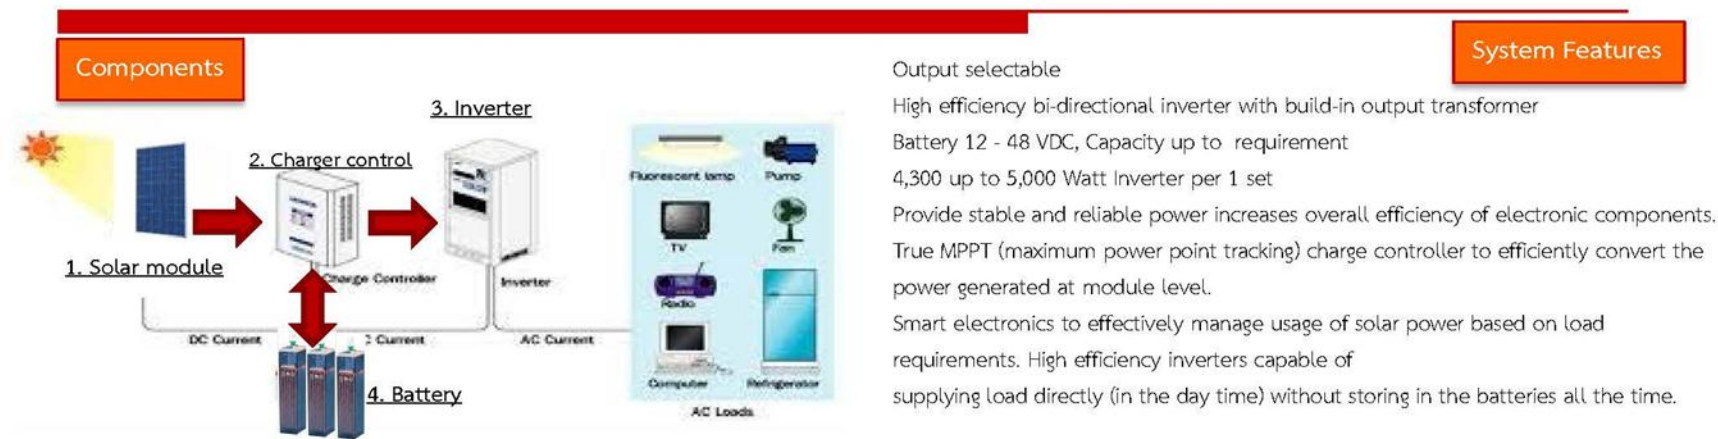 Components
System Features
3. Inverter
2. Charger control
1. Solar module
Charge Controller
Inverter
DC Current
Current
AC Current
4. Battery
Fluorescent lamp
Pump
TV
Fan
Radio
Computer
Refrigerator
AC Loads
Output selectable
High efficiency bi-directional inverter with build-in output transformer
Battery 12 - 48 VDC, Capacity up to requirement
4,300 up to 5,000 Watt Inverter per 1 set
Provide stable and reliable power increases overall efficiency of electronic components.
True MPPT (maximum power point tracking) charge controller to efficiently convert the
power generated at module level.
Smart electronics to effectively manage usage of solar power based on load
requirements. High efficiency inverters capable of
supplying load directly (in the day time) without storing in the batteries all the time.